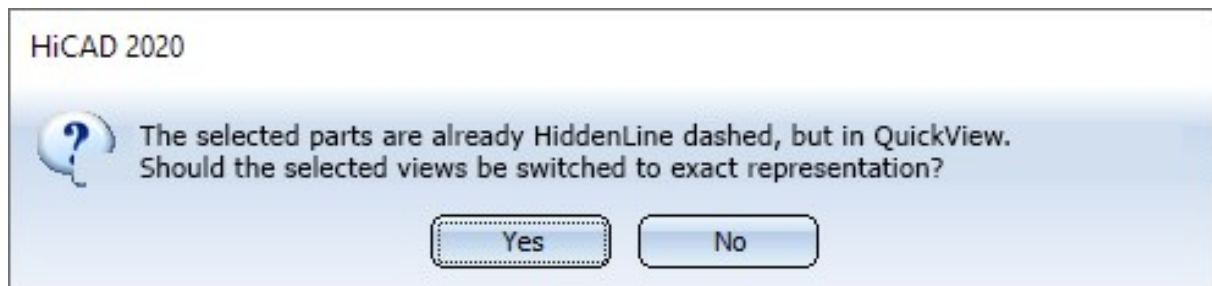 HiCAD 2020
?
The selected parts are already HiddenLine dashed, but in QuickView.
Should the selected views be switched to exact representation?
Yes No